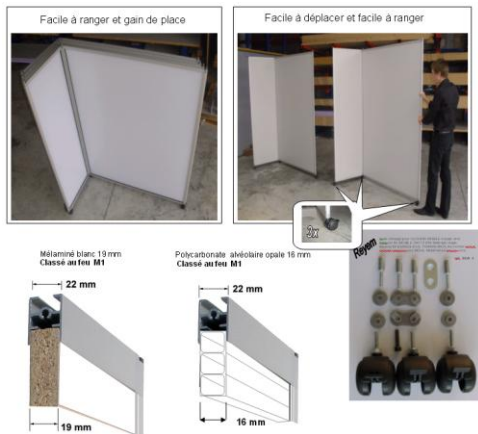 Facile à ranger et gain de place
Facile à déplacer et facile à ranger
3x
Mélaminé blanc 19 mm
Classé au feu M1
Polycarbonate alvéolaire opale 16 mm
Classé au feu M1
22 mm
22 mm
19 mm
16 mm